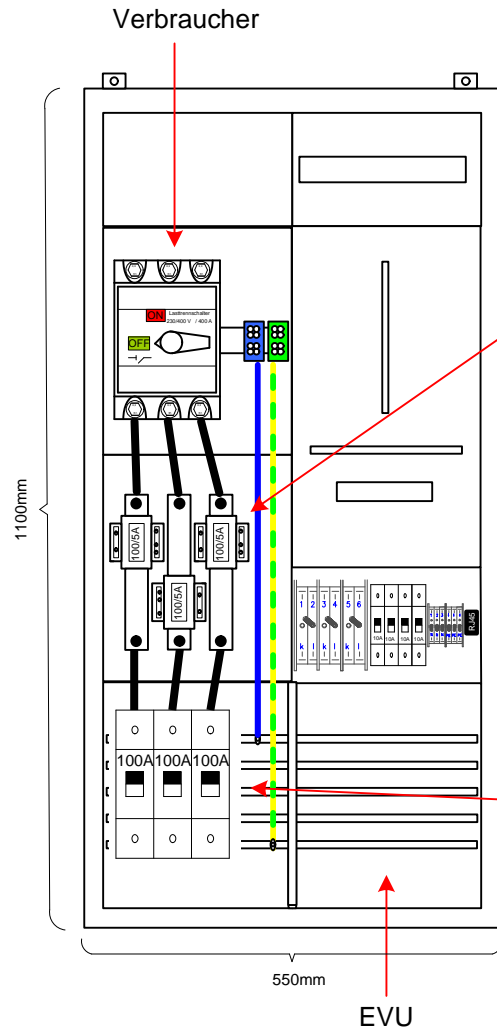 Verbraucher
ON
Lasttrennschalter
230/400 V. / 400 A
OFF
1100mm
100/5A
100/5A
100/5A
1 2 3 4 5 6
k l k l k l
10A 10A 10A 10A
RJ45
100A 100A 100A
550mm
EVU